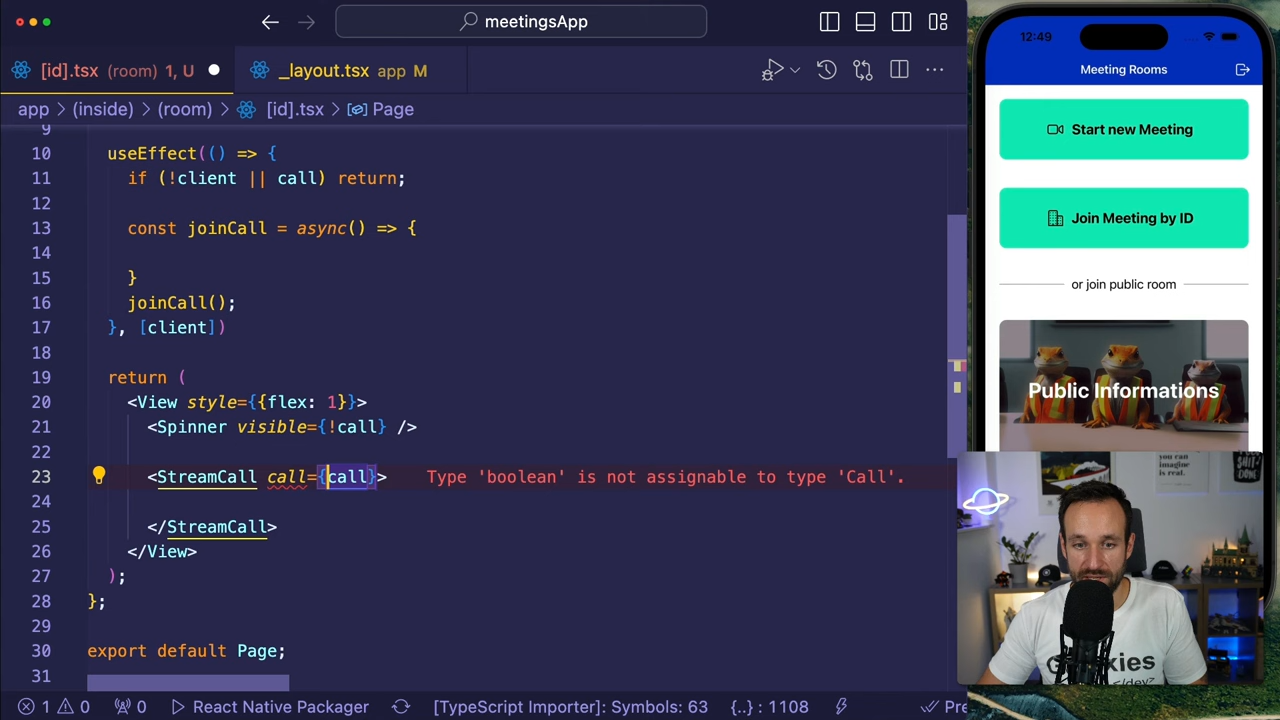 meetingsApp
[id].tsx (room) 1, U
_layout.tsx app M
app > (inside) > (room) > [id].tsx > Page
9
10 useEffect(() => {
11 if (!client || call) return;
12
13 const joinCall = async() => {
14
15 }
16 joinCall();
17 }, [client])
18
19 return (
20 <View style={{flex: 1}}>
21 <Spinner visible={!call} />
22
23 <StreamCall call={call}> Type 'boolean' is not assignable to type 'Call'.
24
25 </StreamCall>
26 </View>
27 );
28 };
29
30 export default Page;
31
1 0 0 React Native Packager [TypeScript Importer]: Symbols: 63 {..} : 1108 Pre
12:49
Meeting Rooms
Start new Meeting
Join Meeting by ID
or join public room
Public Informations